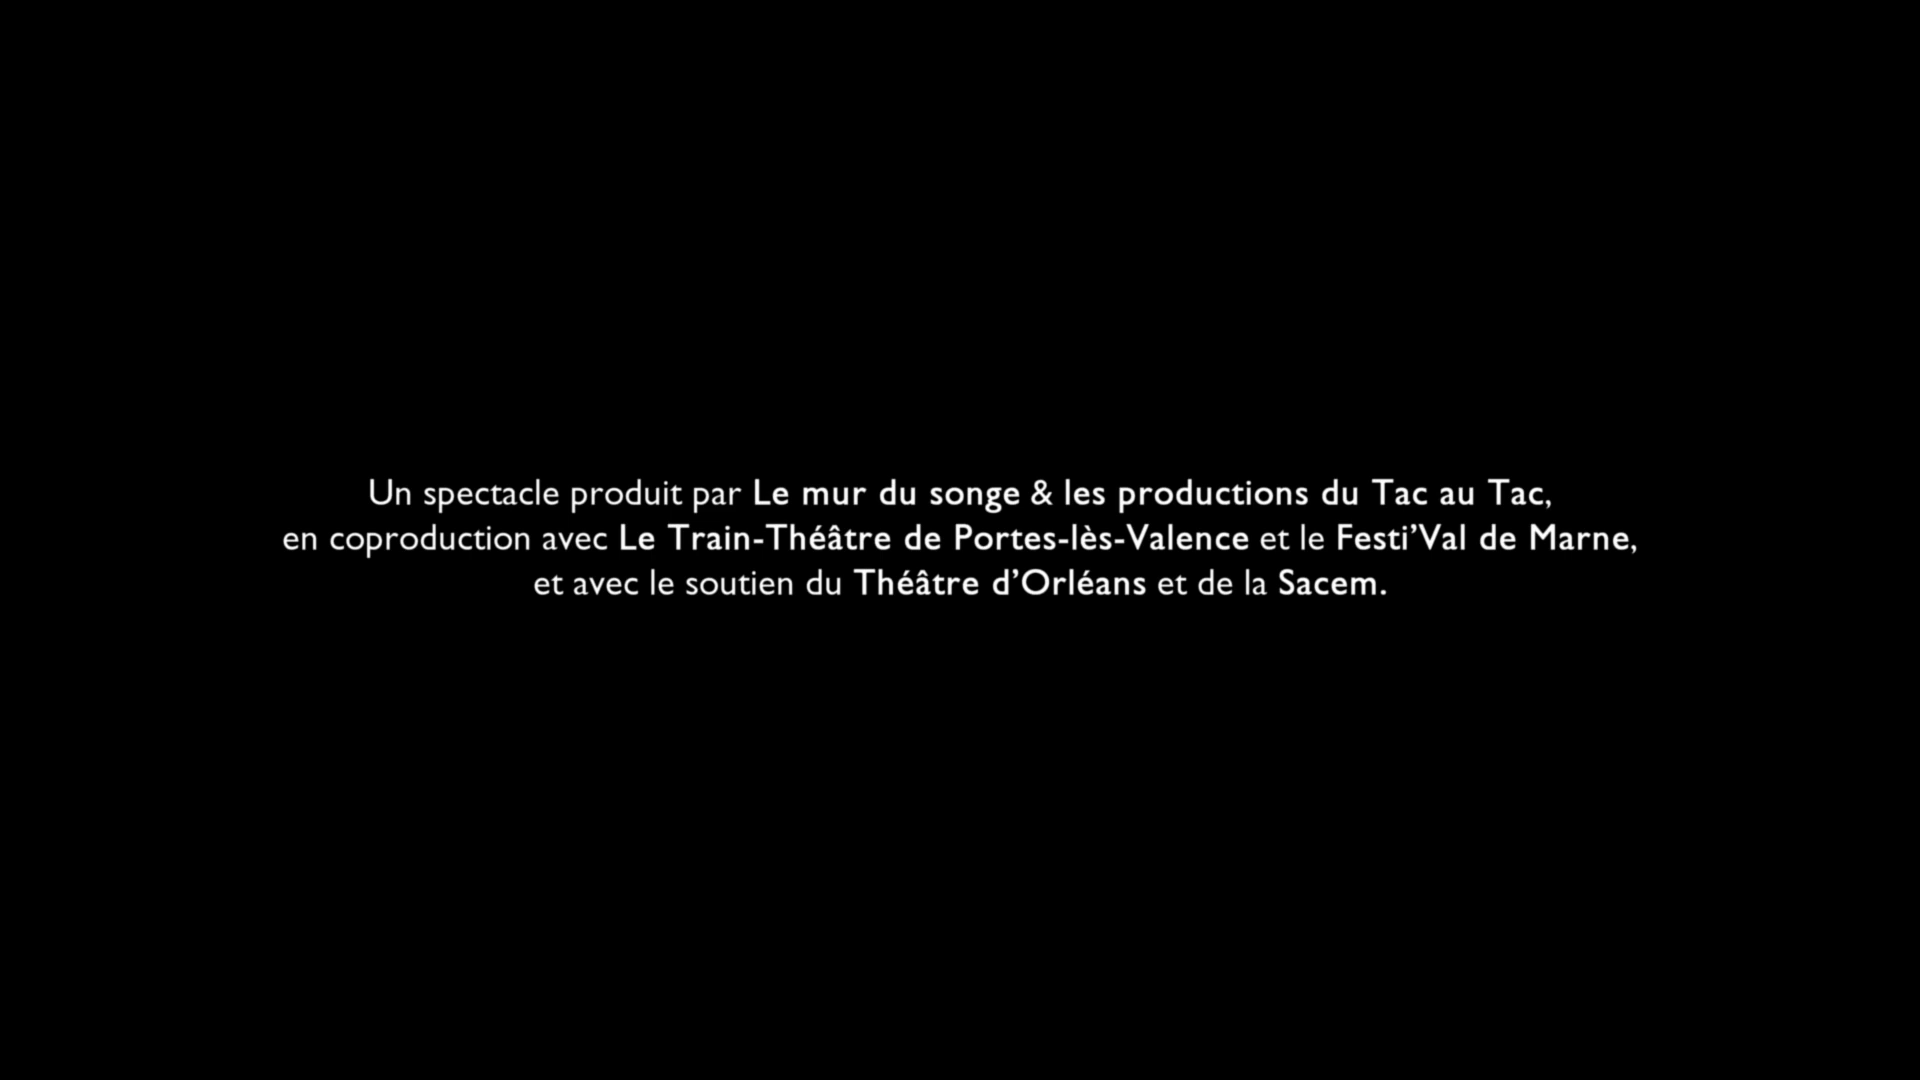 Un spectacle produit par Le mur du songe & les productions du Tac au Tac,
en coproduction avec Le Train-Théâtre de Portes-lès-Valence et le Festi’Val de Marne,
et avec le soutien du Théâtre d’Orléans et de la Sacem.